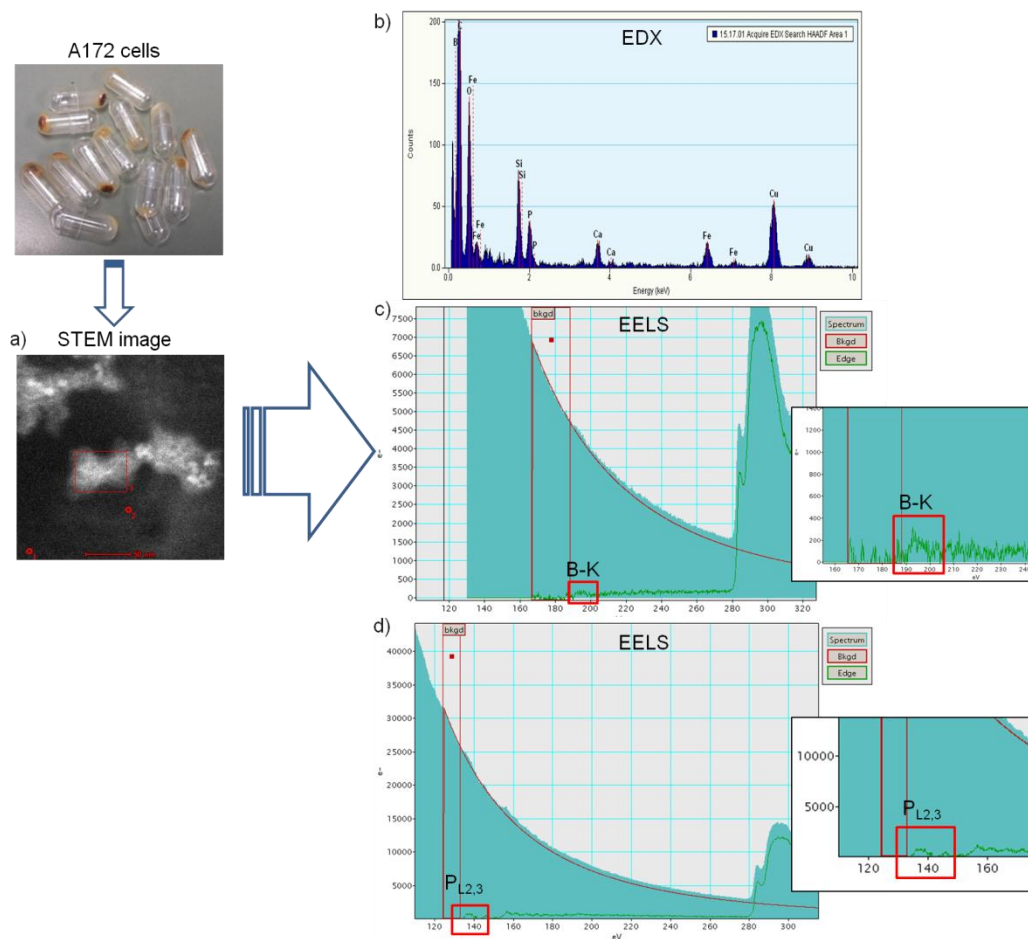 A172 cells
a)
STEM image
1
2
b)
EDX
15.17.01 Acquire EDX Search HAADF Area 1
200
150
100
50
0.0
Counts
B
C
Fe
O
Fe
Fe
Si
Si
P
P
Ca
Ca
Fe
Fe
Cu
Cu
0.0
2
4
6
8
10
Energy (keV)
c)
bkgd
EELS
Spectrum
Bkgd
Edge
7500
7000
6500
6000
5500
5000
4500
4000
3500
3000
2500
2000
1500
1000
500
0
e-
B-K
120
140
160
180
200
220
240
260
280
300
320
1400
1200
1000
800
600
400
200
0
e-
B-K
160
170
180
190
200
210
220
230
240
eV
d)
bkgd
EELS
Spectrum
Bkgd
Edge
40000
35000
30000
25000
20000
15000
10000
5000
e-
PL2,3
120
140
160
180
200
220
240
260
280
300
eV
10000
5000
PL2,3
120
140
160